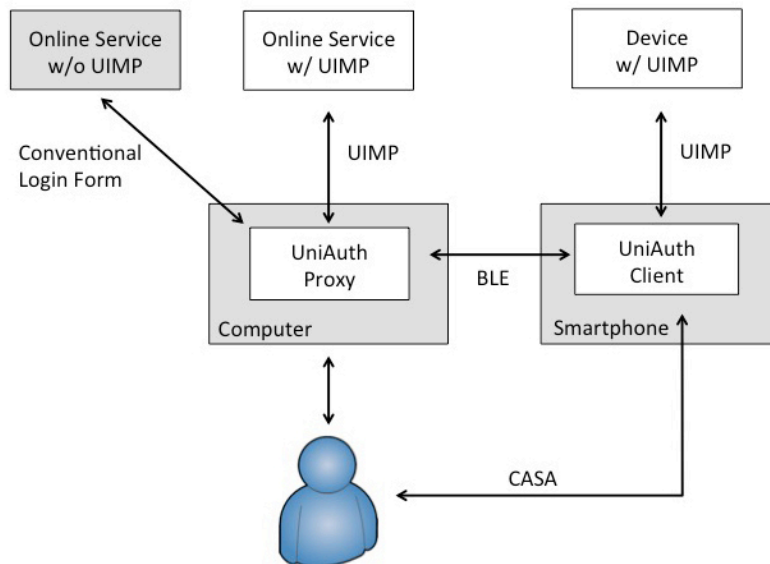 Online Service
w/o UIMP
Online Service
w/ UIMP
Device
w/ UIMP
Conventional
Login Form
UIMP
UIMP
UniAuth
Proxy
BLE
UniAuth
Client
Computer
Smartphone
CASA